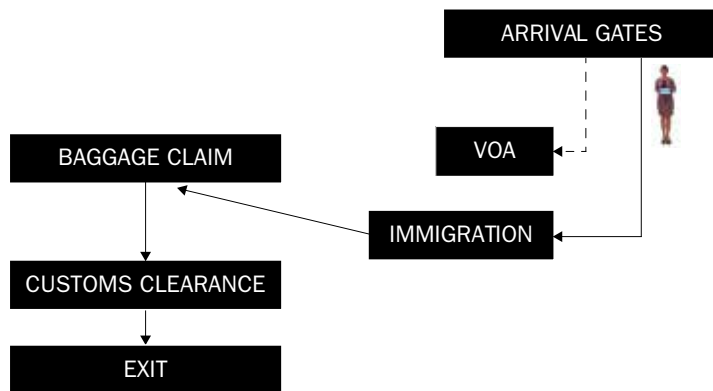 ARRIVAL GATES
VOA
BAGGAGE CLAIM
IMMIGRATION
CUSTOMS CLEARANCE
EXIT